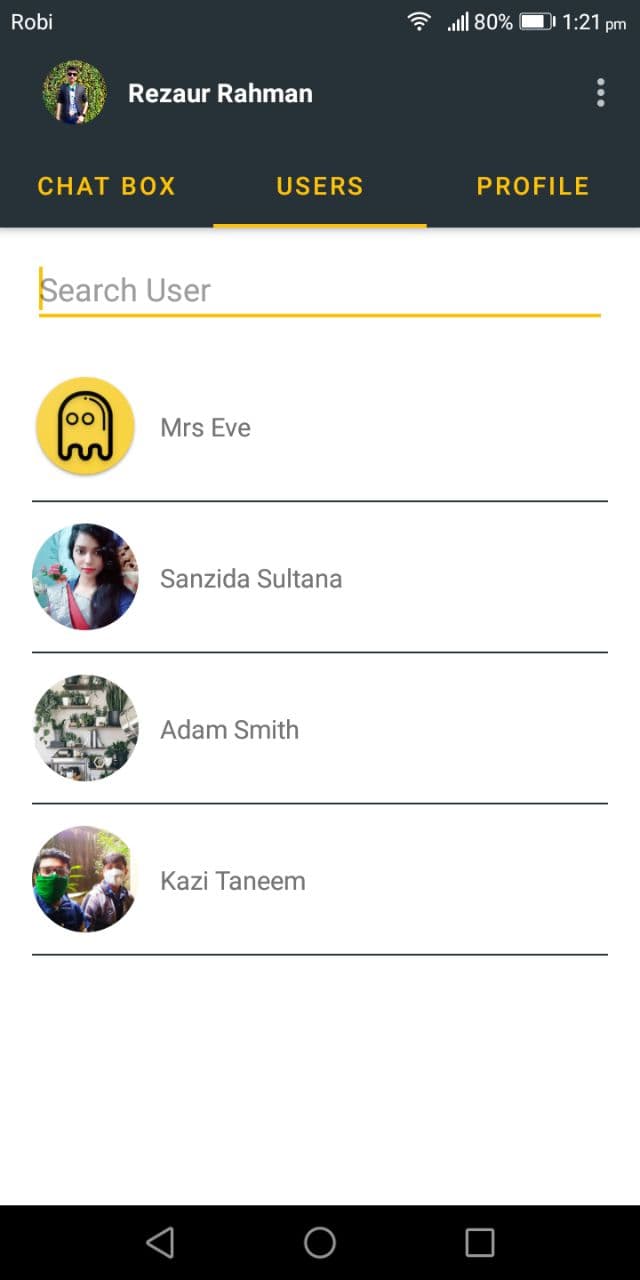 Robi 80% 1:21 pm
Rezaur Rahman
CHAT BOX USERS PROFILE
Search User
Mrs Eve
Sanzida Sultana
Adam Smith
Kazi Taneem